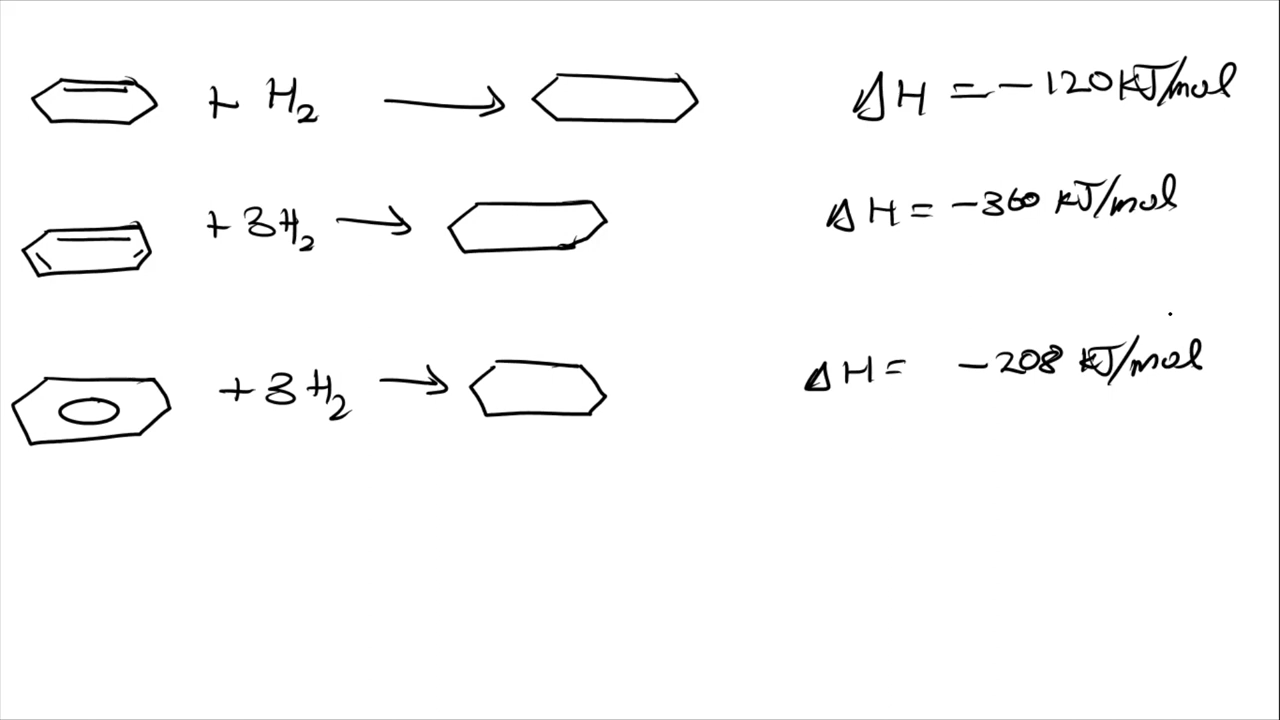 + H2 → ΔH = -120 kJ/mol
+ 3H2 → ΔH = -360 kJ/mol
+ 3H2 → ΔH = -208 kJ/mol